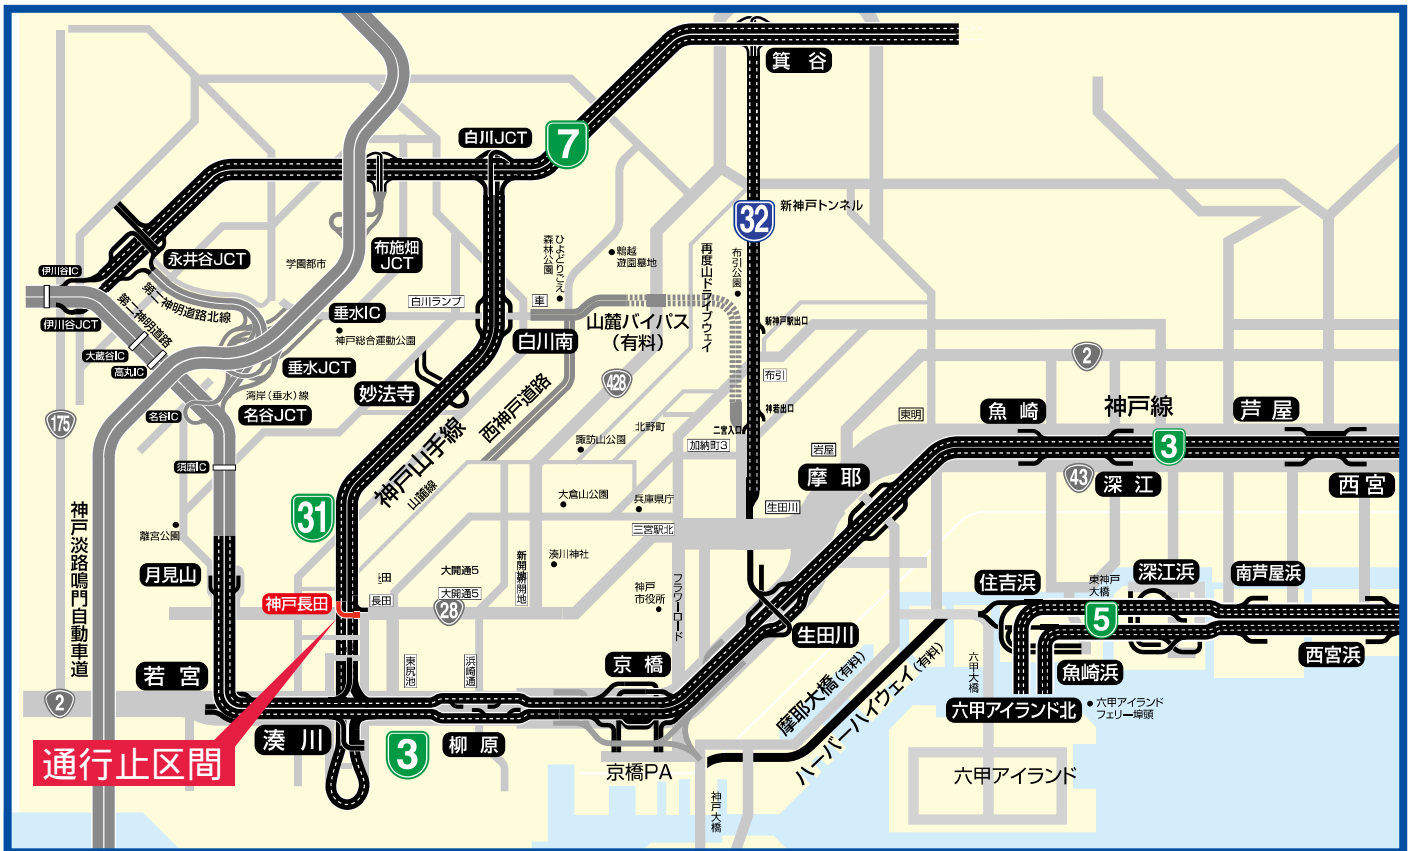 箕谷
白川JCT
7
32
新神戸トンネル
永井谷JCT
伊川谷IC
伊川谷JCT
第二神明道路北線
第二神明道路
大蔵谷IC
高丸IC
学園都市
布施畑
JCT
ひよどりごえ
森林公園
鵯越
墓園地
再度山ドライブウェイ
布引公園
白川ランプ
車
垂水IC
神戸総合運動公園
白川南
山麓バイパス
(有料)
新神戸駅出口
垂水JCT
湾岸(垂水)線
名谷JCT
名谷IC
妙法寺
428
布引
2
175
西神戸道路
神戸山手線
山麓線
神若出口
二宮入口
加納町3
北野町
諏訪山公園
東明
岩屋
魚崎
神戸線
芦屋
3
43
深江
西宮
摩耶
須磨IC
31
大倉山公園
兵庫県庁
三宮駅北
生田川
離宮公園
神戸淡路鳴門自動車道
月見山
新開地
新開地
湊川神社
長田
大開通5
大開通5
28
神戸
市役所
フラワーロード
神戸長田
住吉浜
東神戸
大橋
深江浜
南芦屋浜
5
生田川
西宮浜
魚崎浜
若宮
東尻池
浜崎通
京橋
摩耶大橋(有料)
ハーバーハイウェイ(有料)
六甲大橋
六甲アイランド北
六甲アイランド
フェリー埠頭
2
湊川
3
柳原
通行止区間
京橋PA
神戸大橋
六甲アイランド